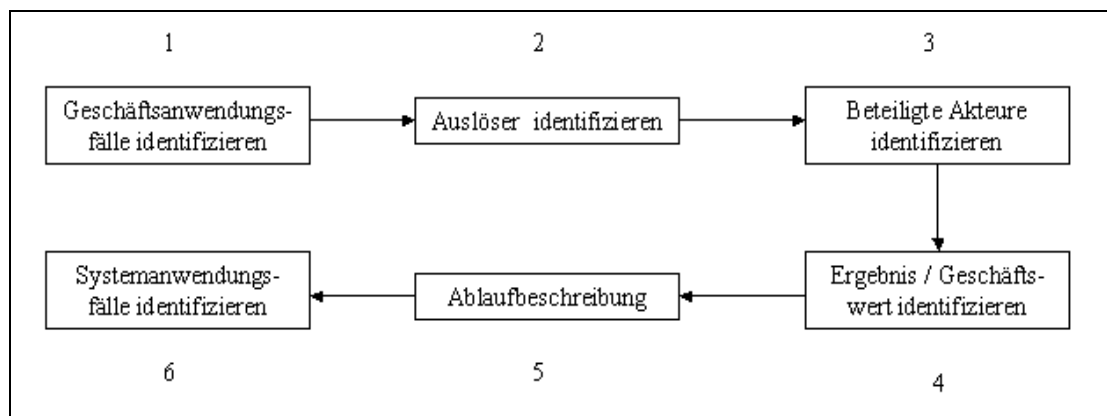 1
2
3
Geschäftsanwendungs-
fälle identifizieren
Auslöser identifizieren
Beteiligte Akteure
identifizieren
Systemanwendungs-
fälle identifizieren
Ablaufbeschreibung
Ergebnis / Geschäfts-
wert identifizieren
6
5
4